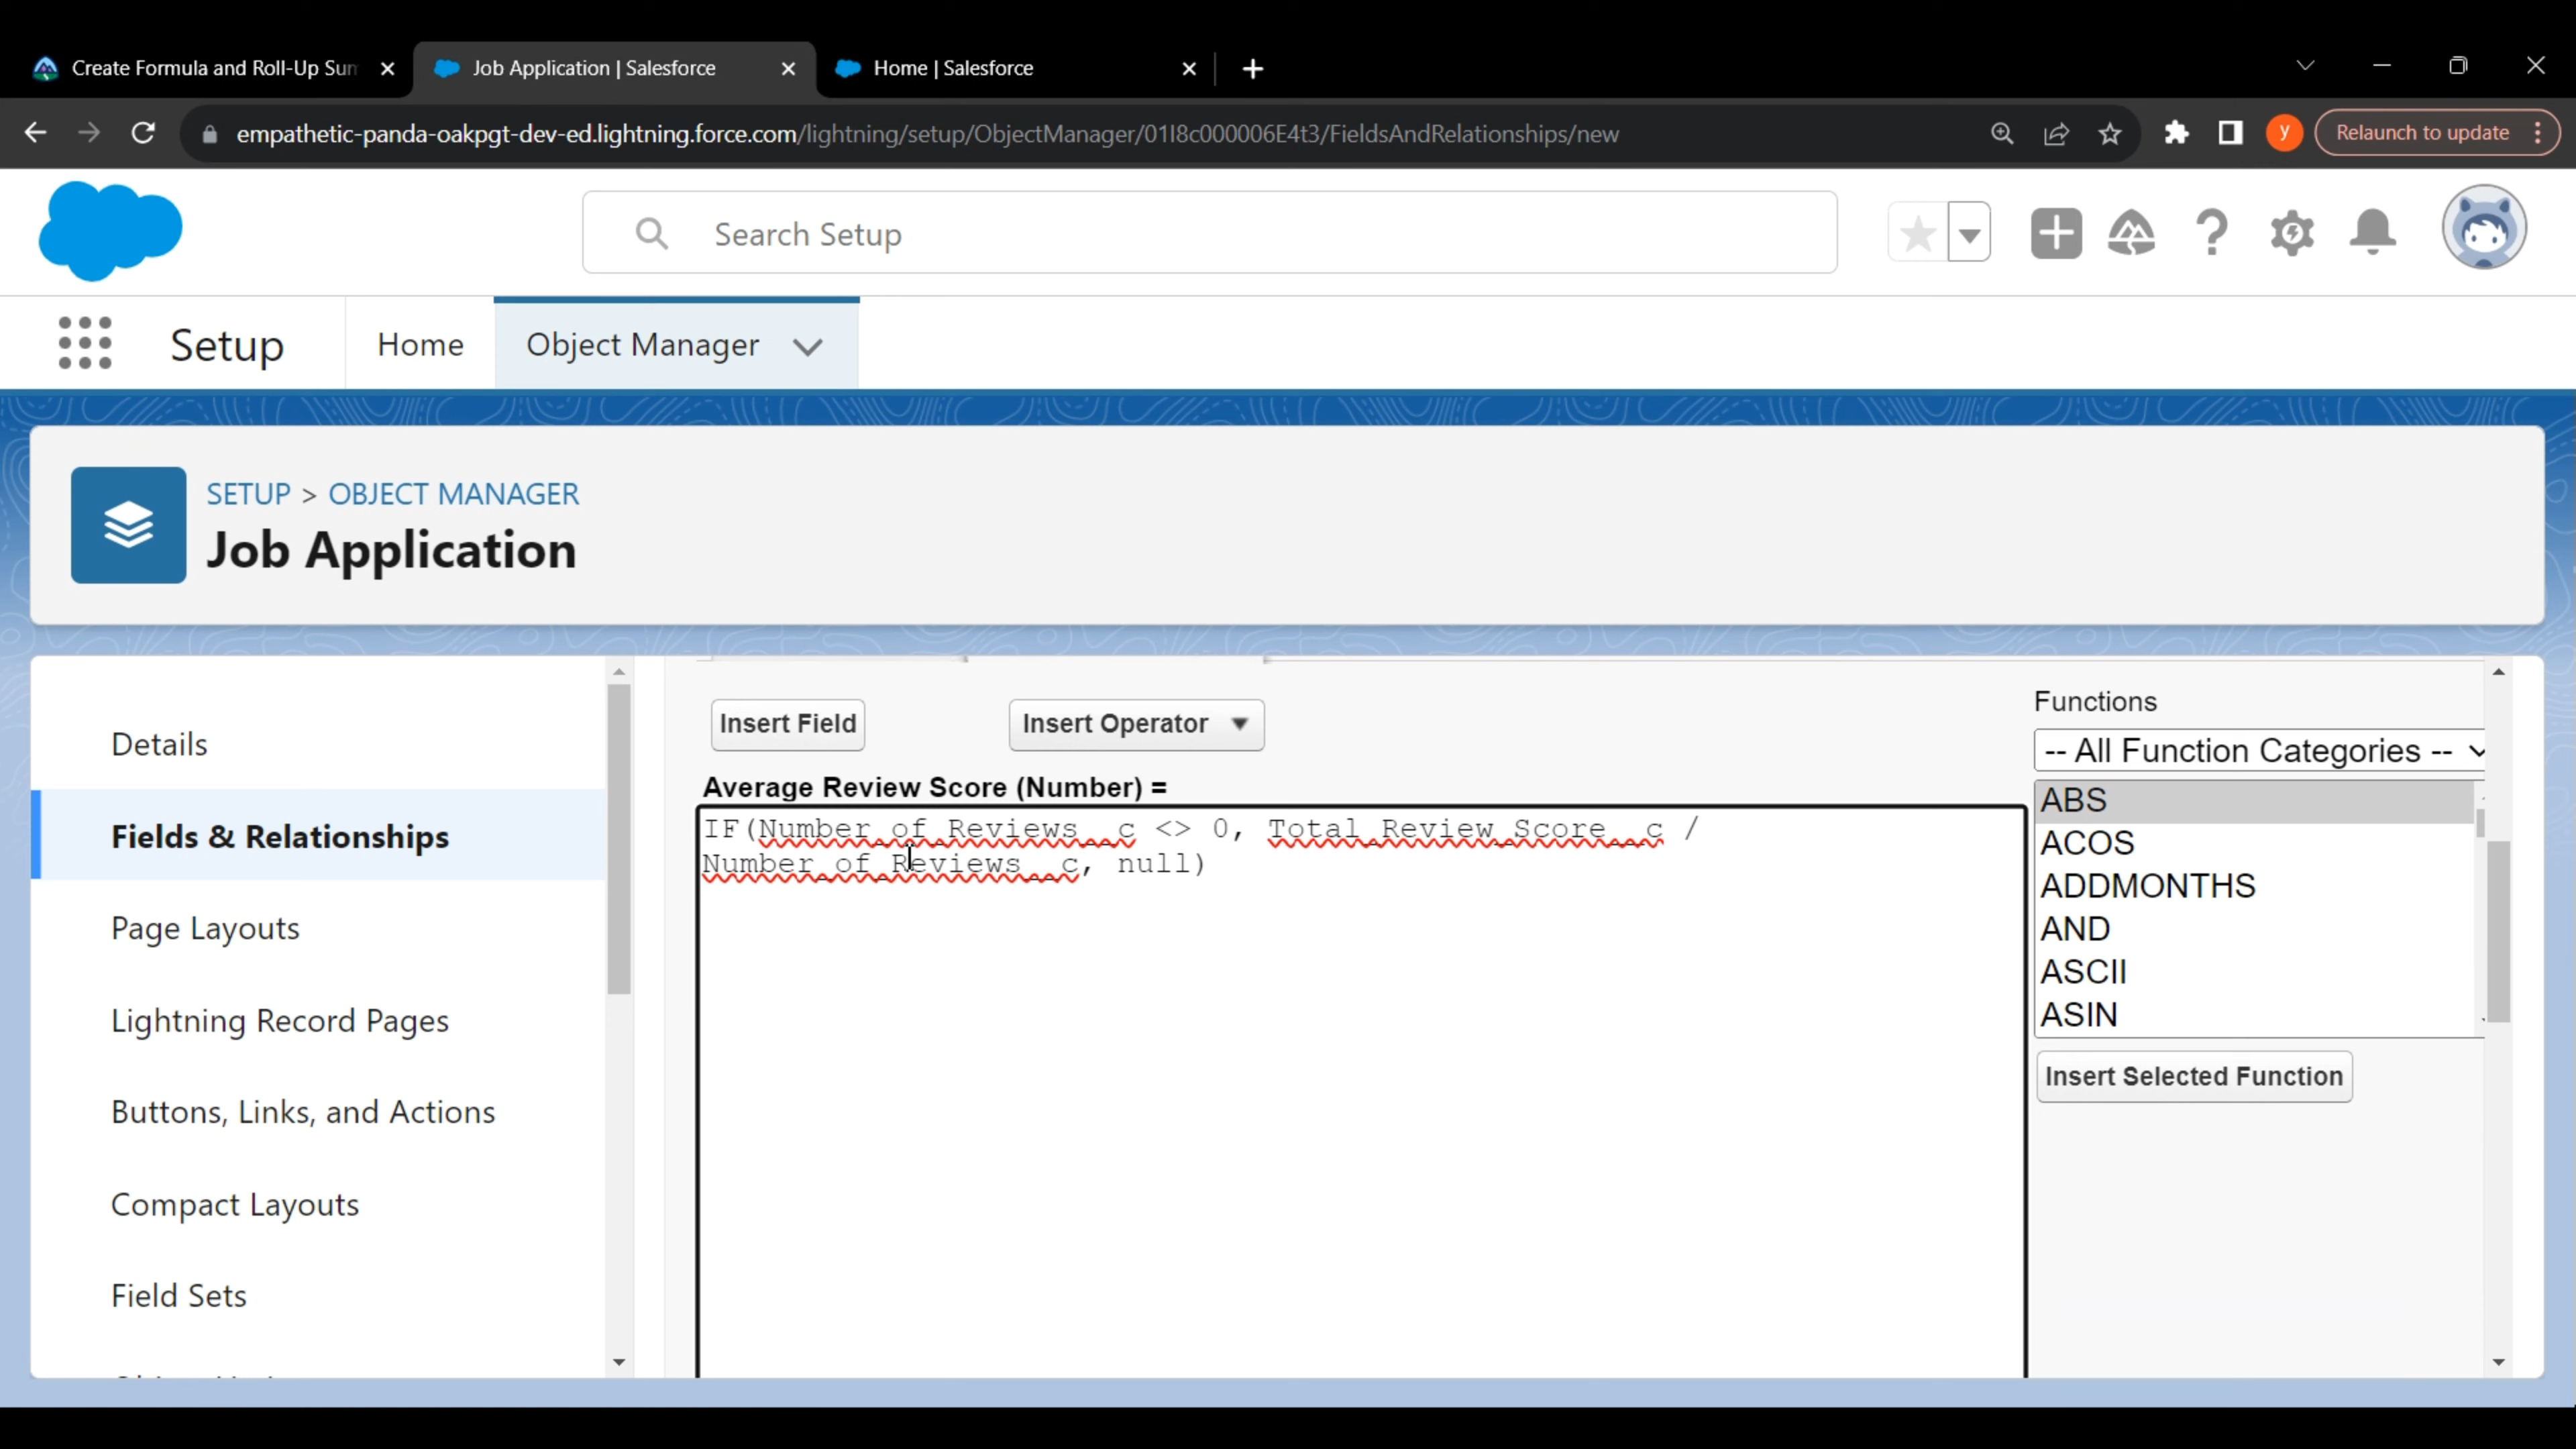 Create Formula and Roll-Up Sum
Job Application | Salesforce
Home | Salesforce
empathetic-panda-oakpgt-dev-ed.lightning.force.com/lightning/setup/ObjectManager/01I8c000006E4t3/FieldsAndRelationships/new
y
Relaunch to update
Search Setup
Setup
Home
Object Manager
SETUP > OBJECT MANAGER
Job Application
Details
Fields & Relationships
Page Layouts
Lightning Record Pages
Buttons, Links, and Actions
Compact Layouts
Field Sets
Insert Field
Insert Operator
Average Review Score (Number) =
IF(Number_of_Reviews__c <> 0, Total_Review_Score__c /
Number_of_Reviews__c, null)
Functions
-- All Function Categories --
ABS
ACOS
ADDMONTHS
AND
ASCII
ASIN
Insert Selected Function